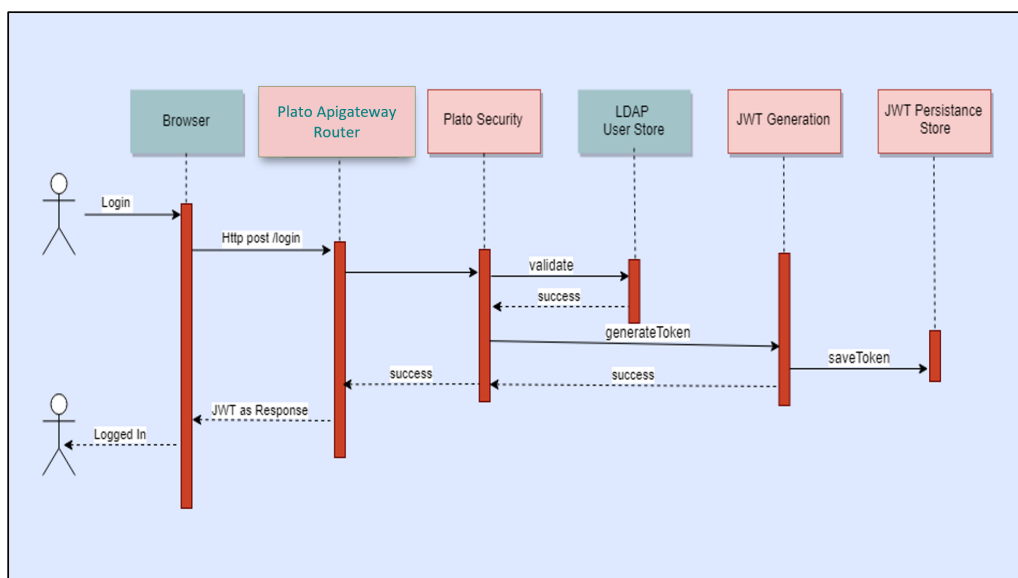 Browser
Plato Apigateway
Router
Plato Security
LDAP
User Store
JWT Generation
JWT Persistance
Store
Login
Http post /login
validate
success
generateToken
saveToken
success
success
JWT as Response
Logged In